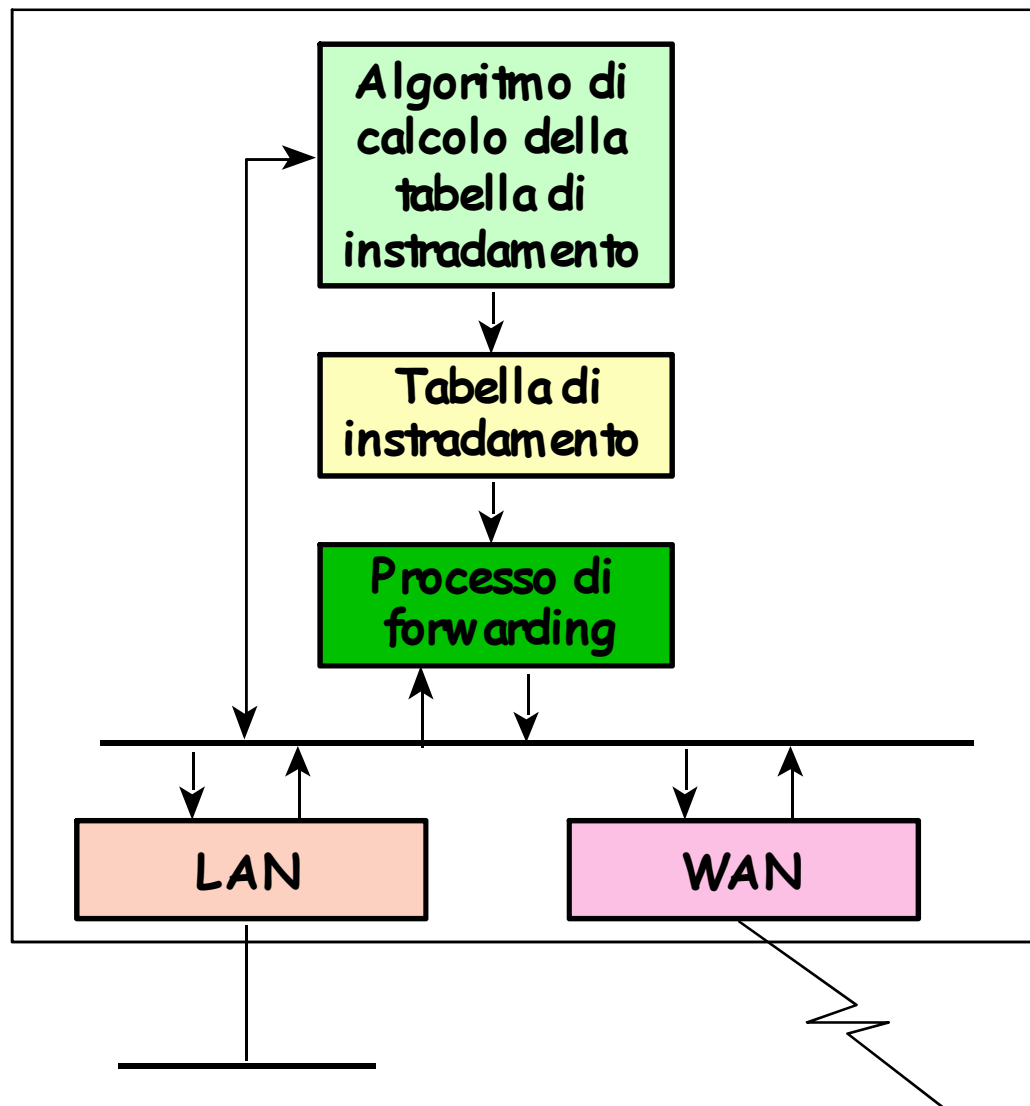 Algoritmo di
calcolo della
tabella di
instradamento
Tabella di
instradamento
Processo di
forwarding
LAN
WAN